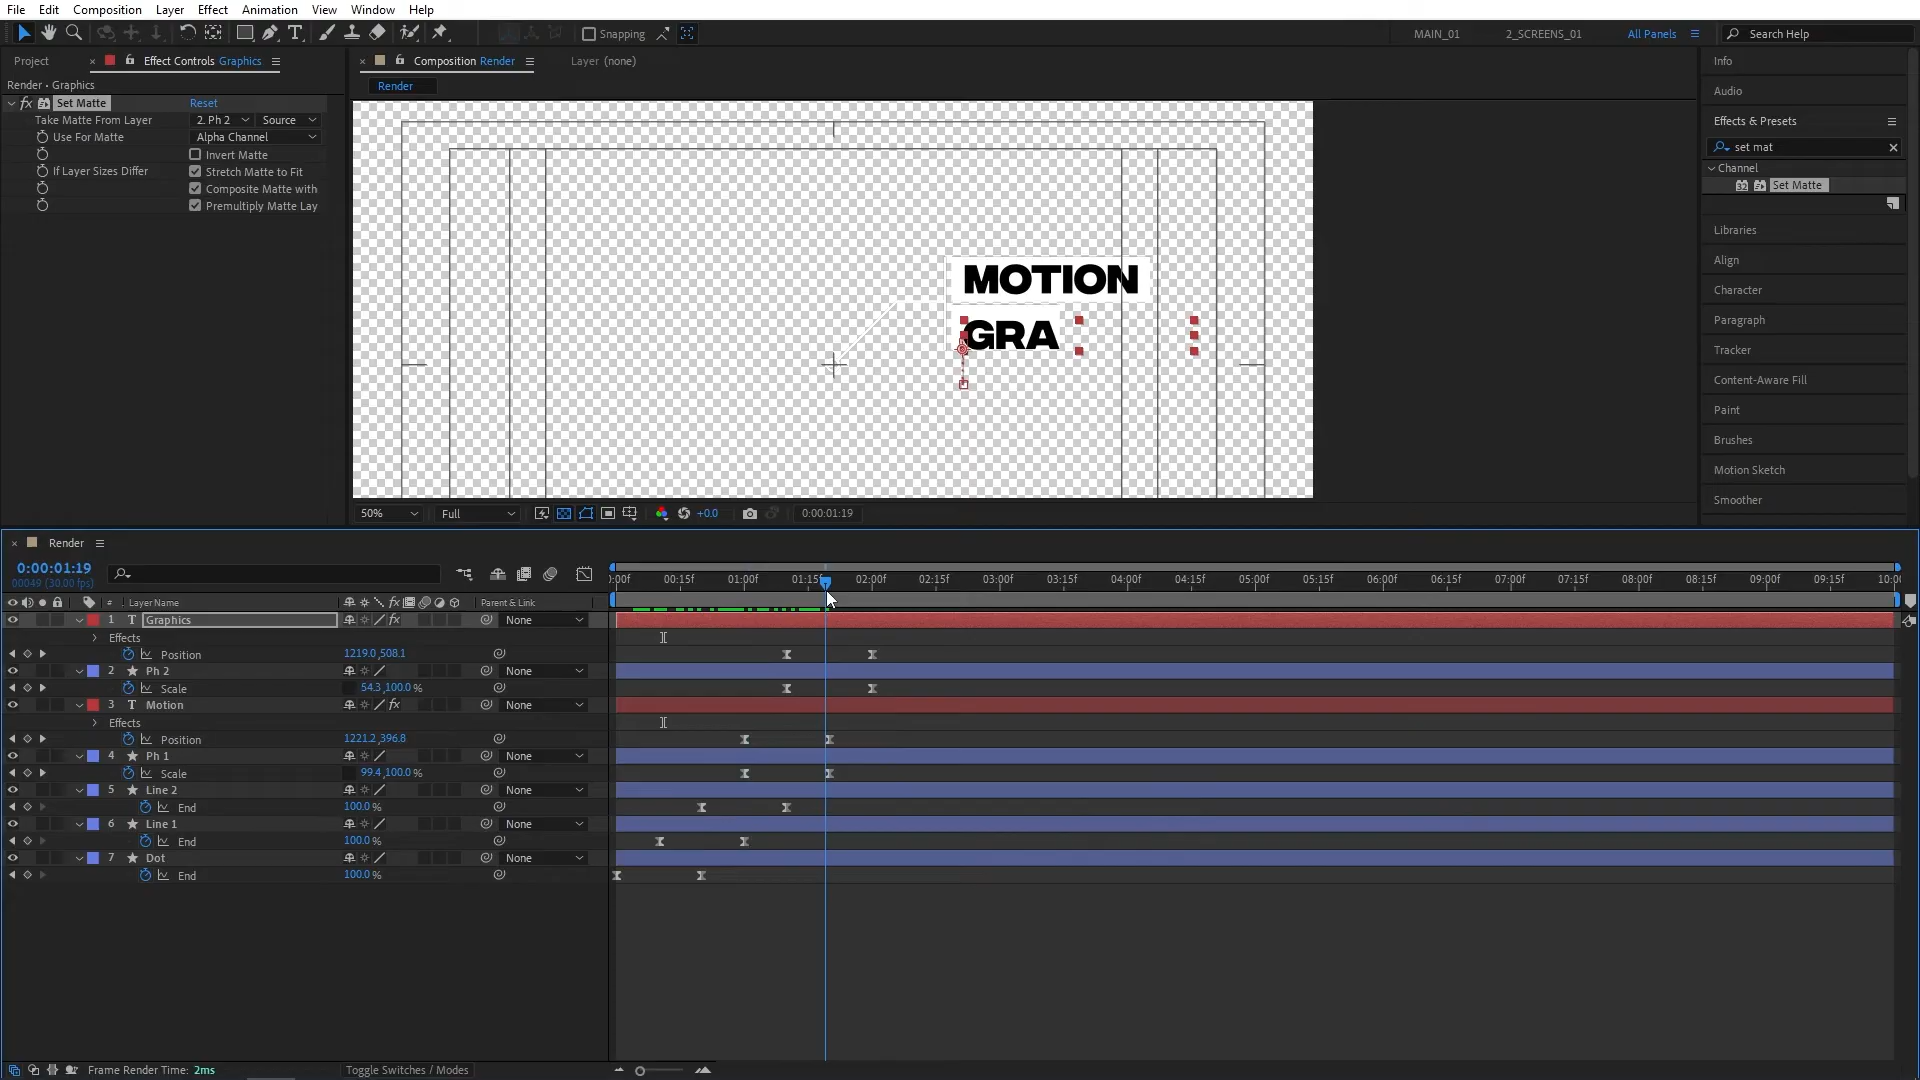 File Edit Composition Layer Effect Animation View Window Help
Snapping MAIN_01 2_SCREENS_01 All Panels Search Help
Project Effect Controls Graphics Composition Render Layer (none) Info
Render • Graphics Render
Set Matte Reset Audio
Take Matte From Layer 2. Ph 2 Source Effects & Presets
Use For Matte Alpha Channel set mat
Invert Matte Channel
If Layer Sizes Differ Stretch Matte to Fit Set Matte
Composite Matte with
Premultiply Matte Lay
Libraries
Align
MOTION Character
GRA Paragraph
Tracker
Content-Aware Fill
Paint
Brushes
Motion Sketch
Smoother
50% Full +0.0 0:00:01:19
Render
0:00:01:19
00049 (30.00 fps)
:00f 00:15f 01:00f 01:15f 02:00f 02:15f 03:00f 03:15f 04:00f 04:15f 05:00f 05:15f 06:00f 06:15f 07:00f 07:15f 08:00f 08:15f 09:00f 09:15f 10:00
# Layer Name Parent & Link
1 T Graphics None
Effects
Position 1219.0,508.1
2 Ph 2 None
Scale 54.3,100.0 %
3 T Motion None
Effects
Position 1221.2,396.8
4 Ph 1 None
Scale 99.4,100.0 %
5 Line 2 None
End 100.0 %
6 Line 1 None
End 100.0 %
7 Dot None
End 100.0 %
Frame Render Time: 2ms Toggle Switches / Modes